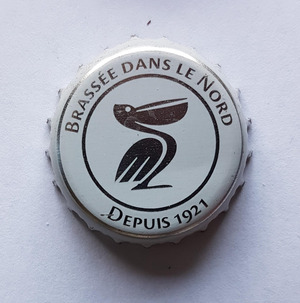 BRASSÉE DANS LE NORD
DEPUIS 1921